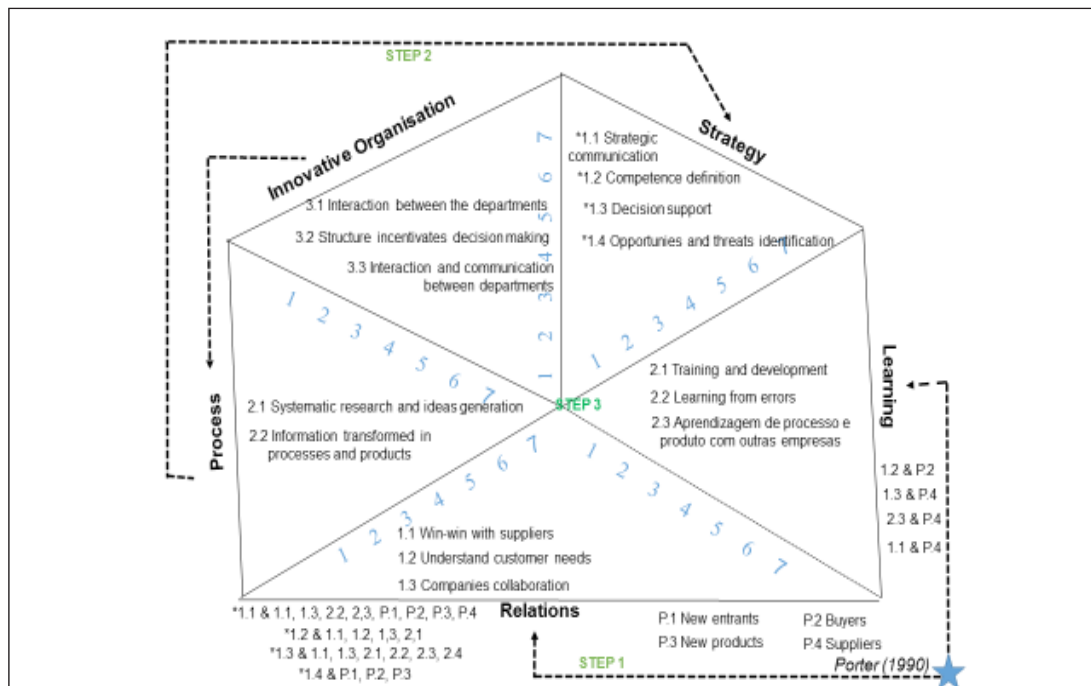 STEP 2
Innovative Organisation
Strategy
*1.1 Strategic
communication
*1.2 Competence definition
*1.3 Decision support
*1.4 Opportunies and threats identification
3.1 Interaction between the departments
3.2 Structure incentivates decision making
3.3 Interaction and communication
between departments
7
6
5
4
3
2
1
1 2 3 4 5 6 7
1 2 3 4 5 6 7
STEP 3
Process
2.1 Systematic research and ideas generation
2.2 Information transformed in
processes and products
Learning
2.1 Training and development
2.2 Learning from errors
2.3 Aprendizagem de processo e
produto com outras empresas
1.2 & P.2
1.3 & P.4
2.3 & P.4
1.1 & P.4
1 2 3 4 5 6 7
1 2 3 4 5 6 7
1.1 Win-win with suppliers
1.2 Understand customer needs
1.3 Companies collaboration
Relations
*1.1 & 1.1, 1.3, 2.2, 2,3, P.1, P.2, P.3, P.4
*1.2 & 1.1, 1.2, 1,3, 2,1
*1.3 & 1.1, 1.3, 2.1, 2.2, 2.3, 2.4
*1.4 & P.1, P.2, P.3
P.1 New entrants P.2 Buyers
P.3 New products P.4 Suppliers
STEP 1
Porter (1990)